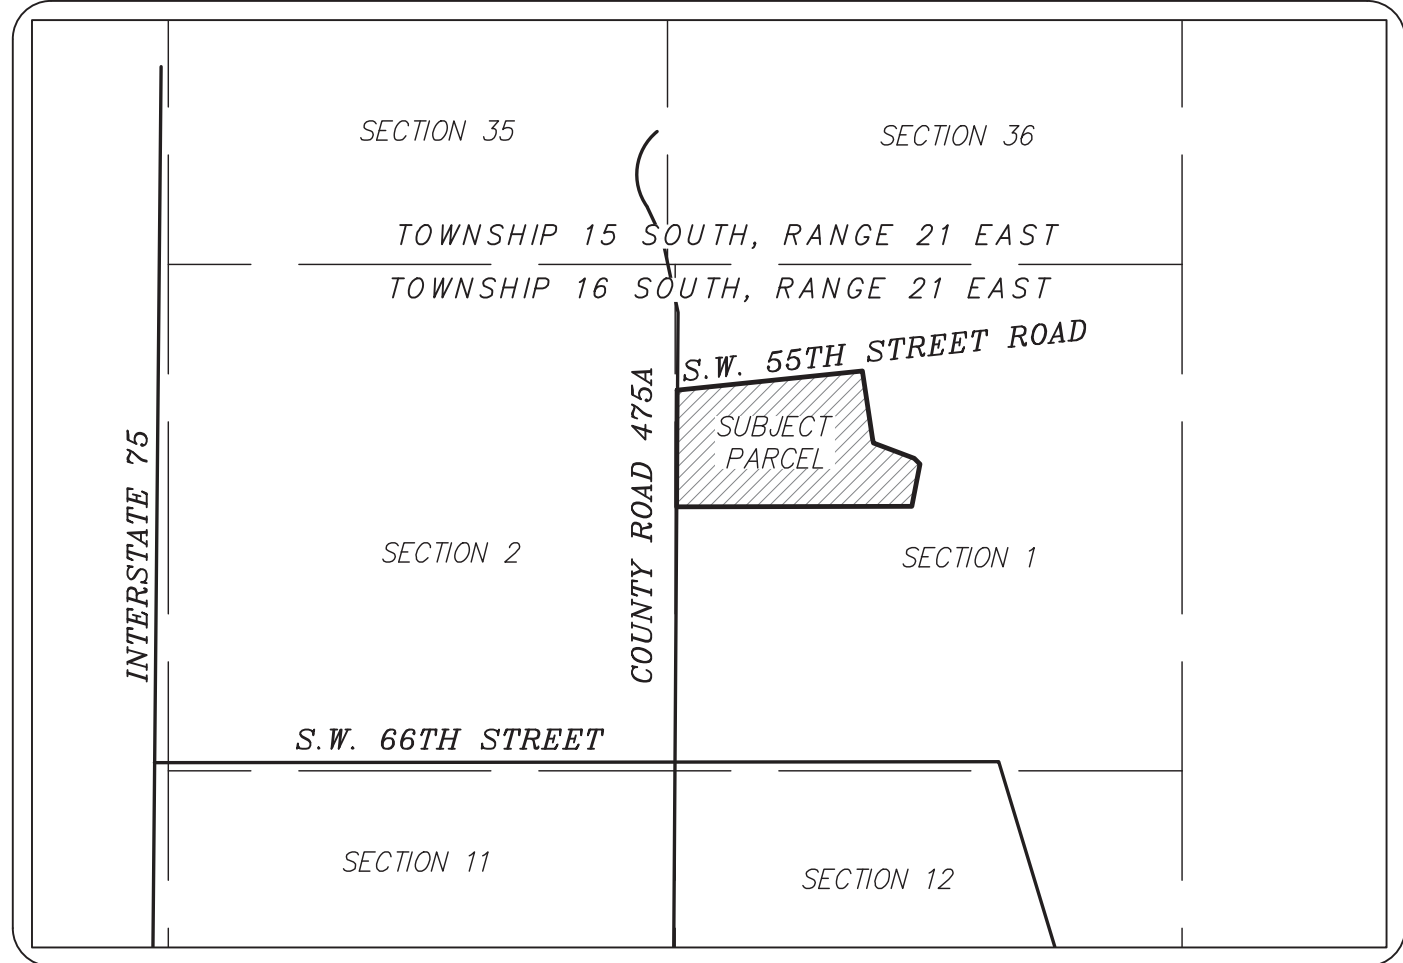 SECTION 35
SECTION 36
TOWNSHIP 15 SOUTH, RANGE 21 EAST
TOWNSHIP 16 SOUTH, RANGE 21 EAST
S.W. 55TH STREET ROAD
SUBJECT
PARCEL
INTERSTATE 75
COUNTY ROAD 475A
SECTION 2
SECTION 1
S.W. 66TH STREET
SECTION 11
SECTION 12